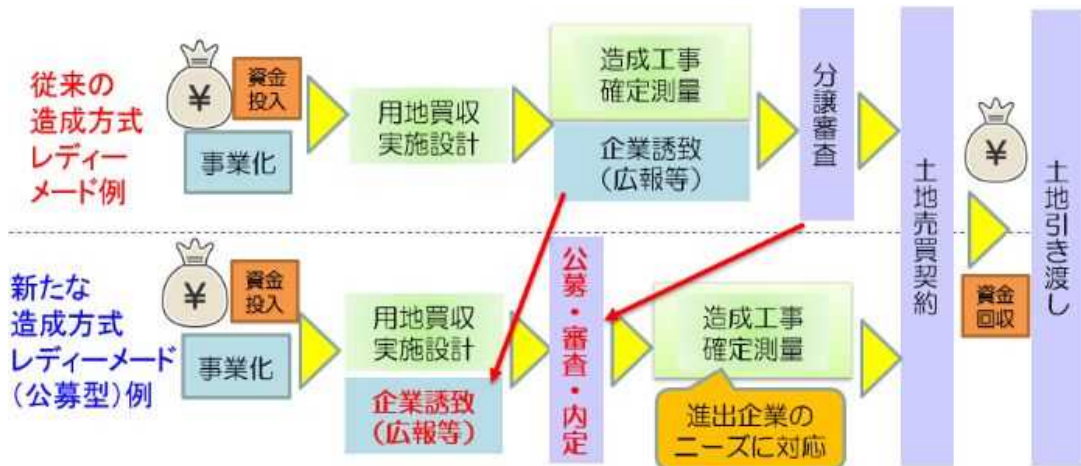 従来の
造成方式
レディー
メード例
¥
資金
投入
事業化
用地買収
実施設計
造成工事
確定測量
企業誘致
(広報等)
分譲審査
新たな
造成方式
レディーメード
(公募型)例
¥
資金
投入
事業化
用地買収
実施設計
企業誘致
(広報等)
公募・審査・内定
造成工事
確定測量
進出企業の
ニーズに対応
土地売買契約
¥
資金
回収
土地引き渡し